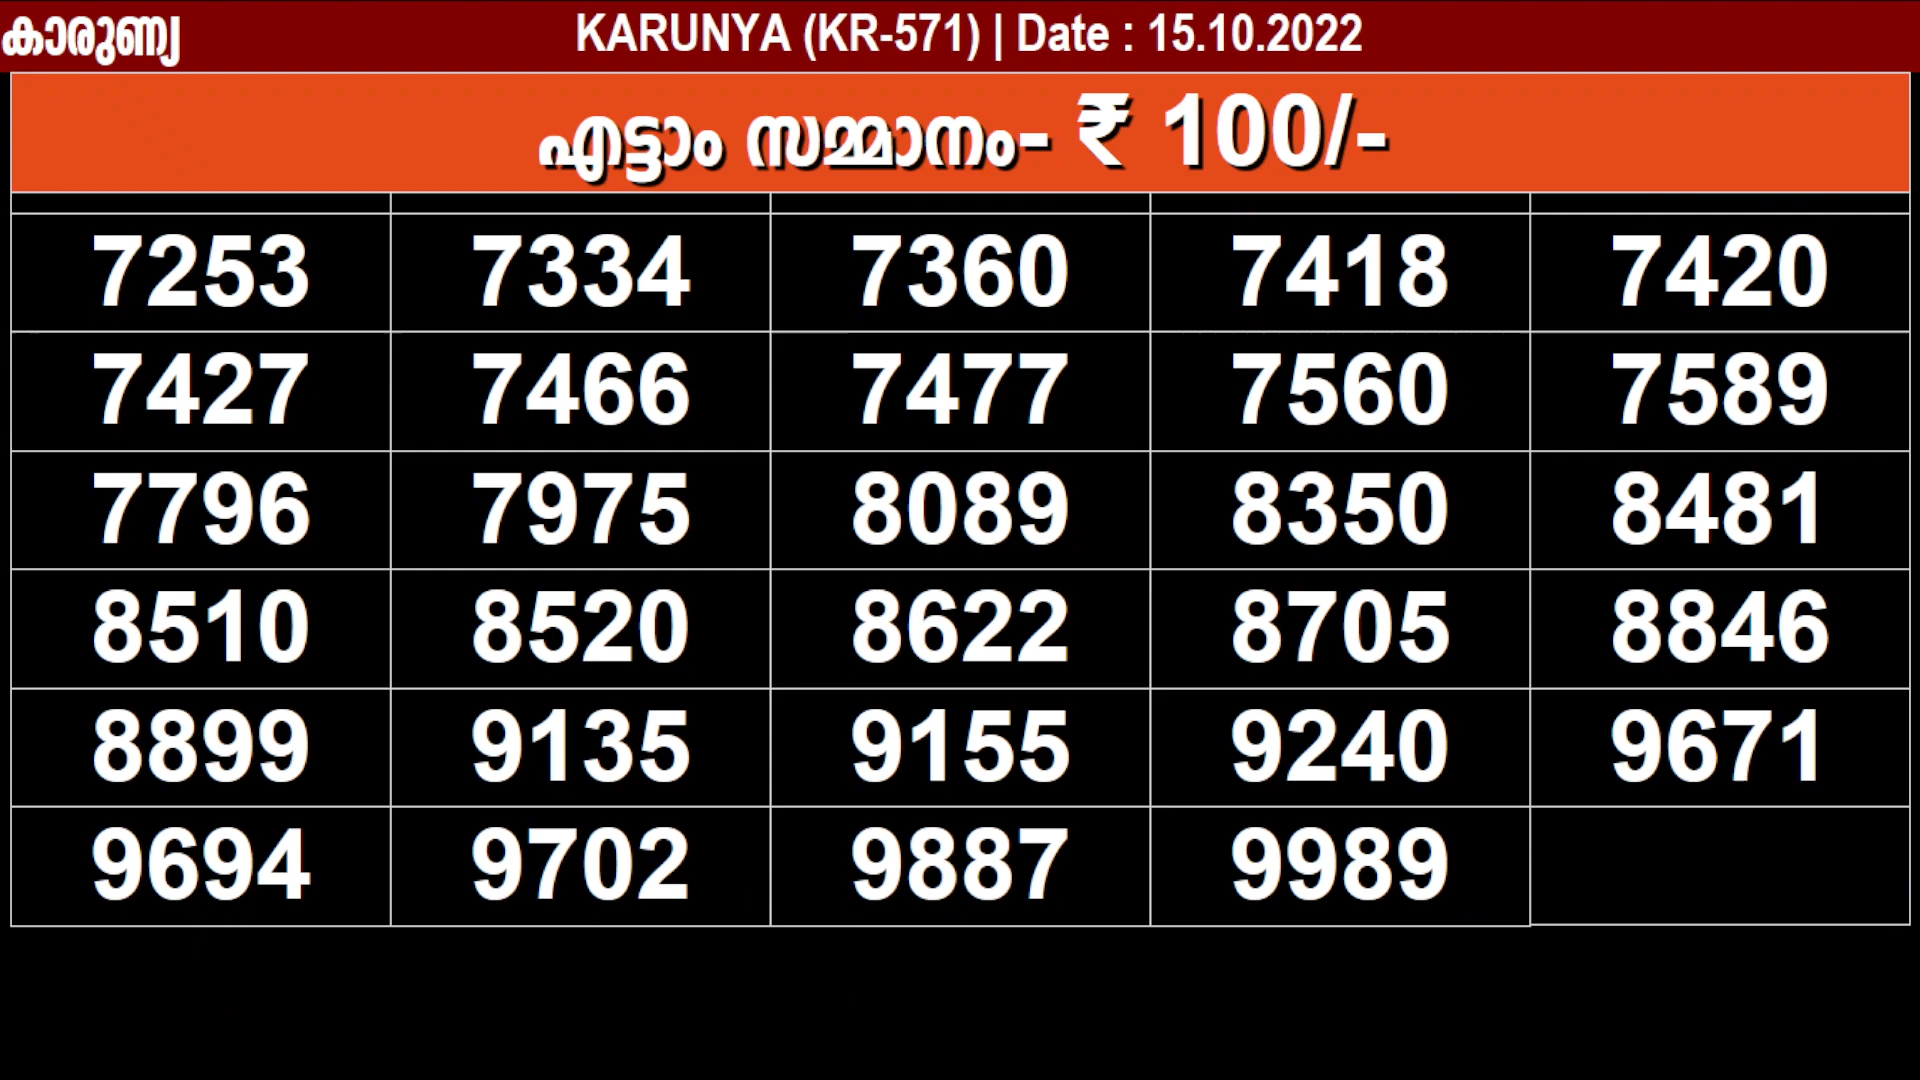 കാരുണ്യ KARUNYA (KR-571) | Date : 15.10.2022
എട്ടാം സമ്മാനം- ₹ 100/-
7253 7334 7360 7418 7420
7427 7466 7477 7560 7589
7796 7975 8089 8350 8481
8510 8520 8622 8705 8846
8899 9135 9155 9240 9671
9694 9702 9887 9989